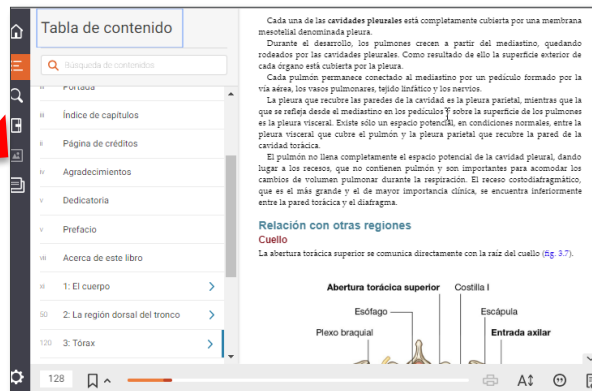 Tabla de contenido
Búsqueda de contenidos
Portada
vi Índice de capítulos
ii Página de créditos
iv Agradecimientos
v Dedicatoria
v Prefacio
VII Acerca de este libro
1: El cuerpo
50 2: La región dorsal del tronco
120 3: Tórax
128
Cada una de las cavidades pleurales está completamente cubierta por una membrana
mesotelial denominada pleura.
Durante el desarrollo, los pulmones crecen a partir del mediastino, quedando
rodeados por las cavidades pleurales. Como resultado de ello la superficie exterior de
cada órgano está cubierta por la pleura.
Cada pulmón permanece conectado al mediastino por un pedículo formado por la
vía aérea, los vasos pulmonares, tejido linfático y los nervios.
La pleura que recubre las paredes de la cavidad es la pleura parietal, mientras que la
que se refleja desde el mediastino en los pedículos y sobre la superficie de los pulmones
es la pleura visceral. Existe sólo un espacio potencial, en condiciones normales, entre la
pleura visceral que cubre el pulmón y la pleura parietal que recubre la pared de la
cavidad torácica.
El pulmón no llena completamente el espacio potencial de la cavidad pleural, dando
lugar a los recesos, que no contienen pulmón y son importantes para acomodar los
cambios de volumen pulmonar durante la respiración. El receso costodiafragmático,
que es el más grande y el de mayor importancia clínica, se encuentra inferiormente
entre la pared torácica y el diafragma.
Relación con otras regiones
Cuello
La abertura torácica superior se comunica directamente con la raíz del cuello (fig. 3.7).
Abertura torácica superior Costilla I
Esófago Escápula
Plexo braquial Entrada axilar
A